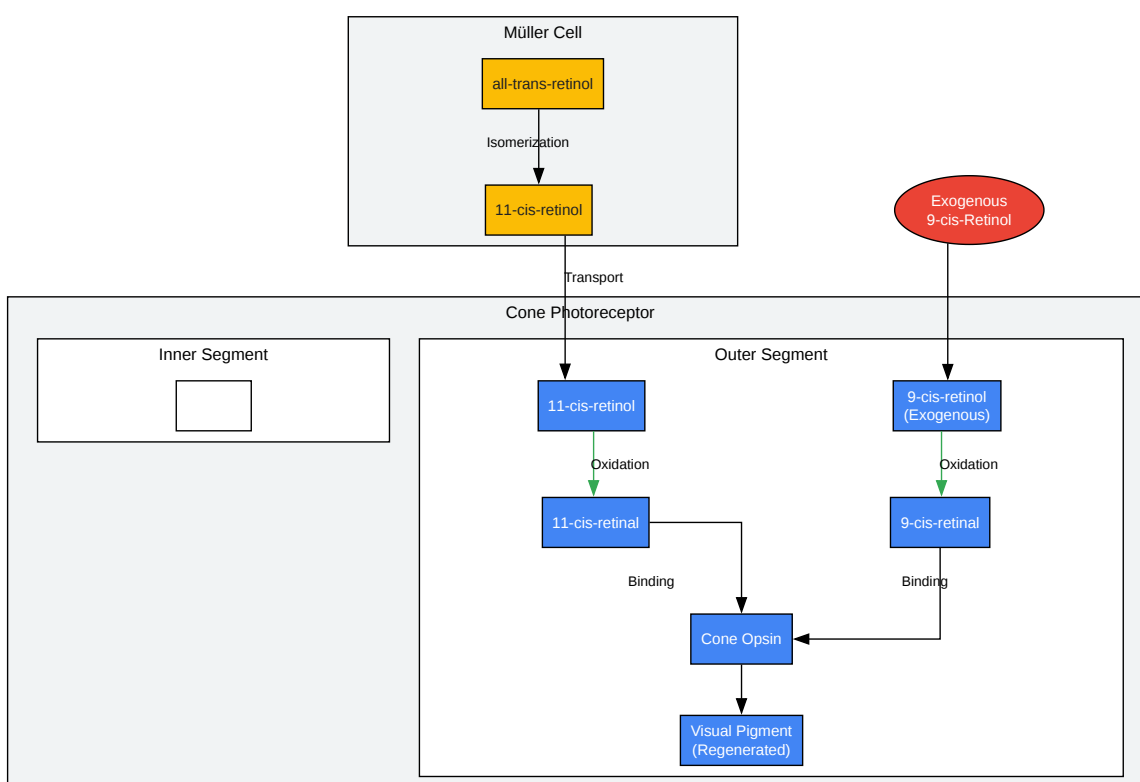 Müller Cell
all-trans-retinol
Isomerization
11-cis-retinol
Exogenous
9-cis-Retinol
Transport
Cone Photoreceptor
Inner Segment
Outer Segment
11-cis-retinol
9-cis-retinol
(Exogenous)
Oxidation
Oxidation
11-cis-retinal
9-cis-retinal
Binding
Binding
Cone Opsin
Visual Pigment
(Regenerated)